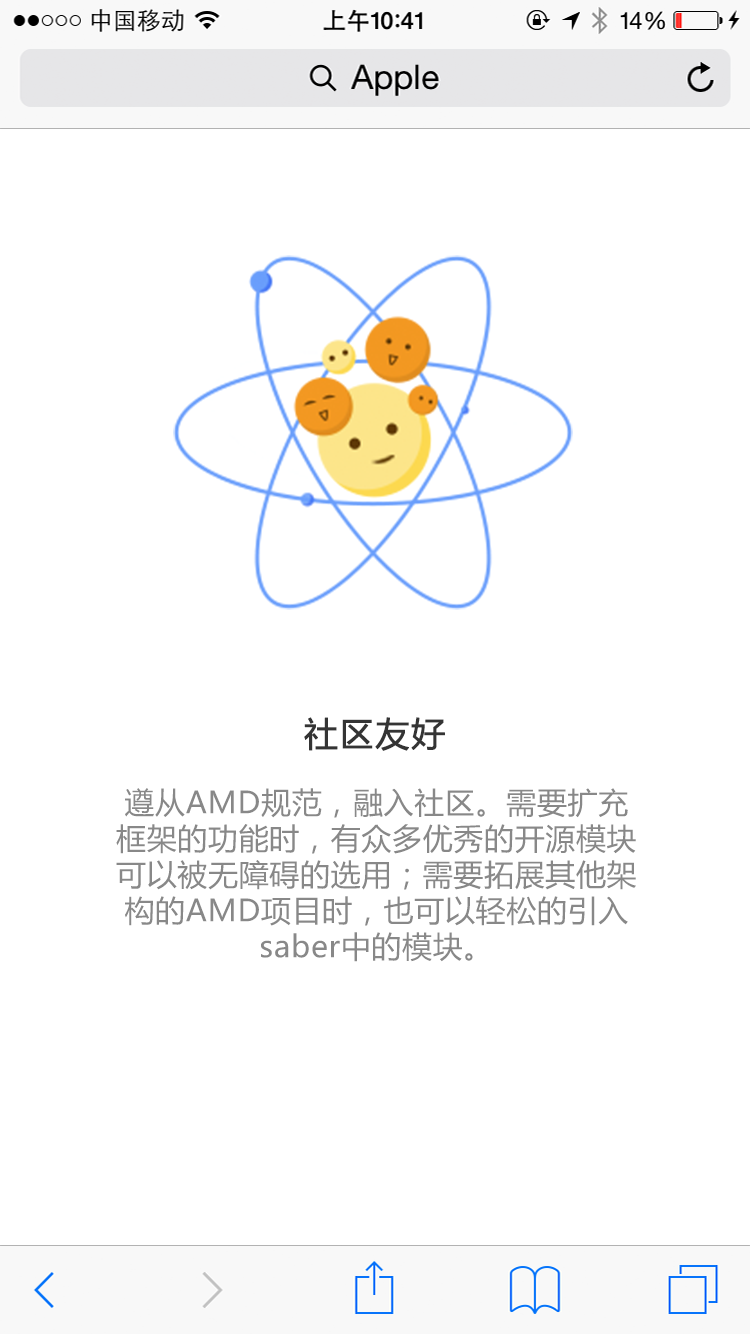 中国移动 上午10:41 14%
Apple
社区友好
遵从AMD规范，融入社区。需要扩充
框架的功能时，有众多优秀的开源模块
可以被无障碍的选用；需要拓展其他架
构的AMD项目时，也可以轻松的引入
saber中的模块。